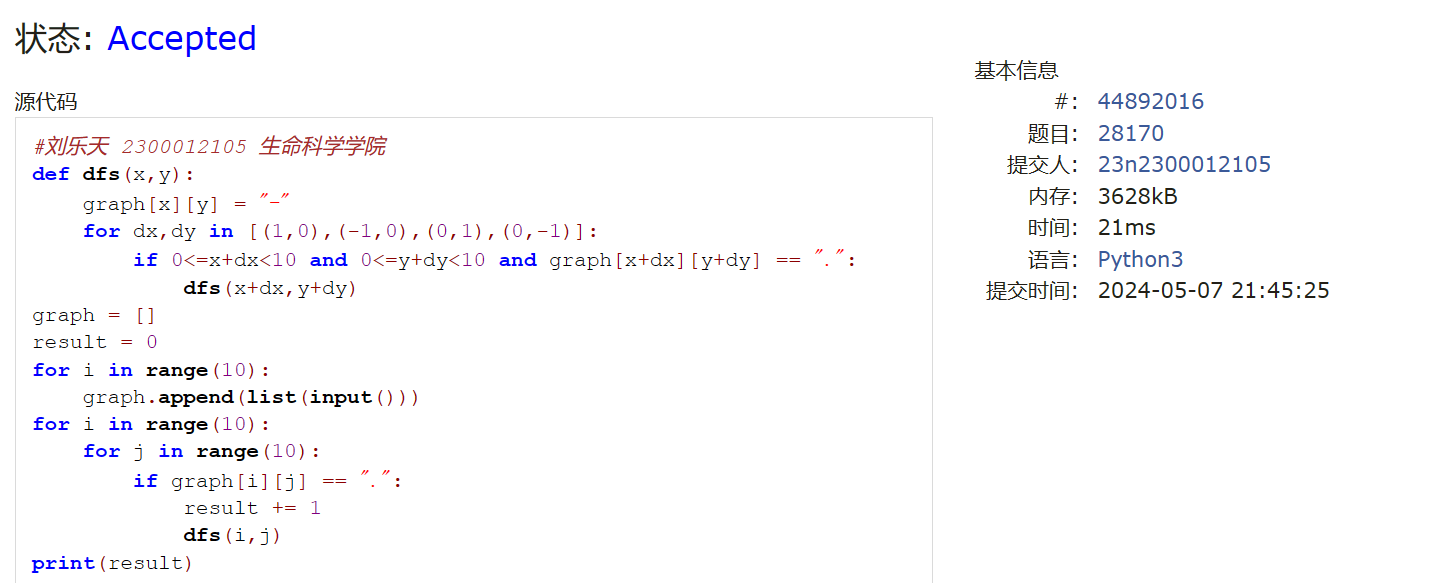 状态: Accepted
源代码
#刘乐天 2300012105 生命科学学院
def dfs(x,y):
    graph[x][y] = "-"
    for dx,dy in [(1,0),(-1,0),(0,1),(0,-1)]:
        if 0<=x+dx<10 and 0<=y+dy<10 and graph[x+dx][y+dy] == ".":
            dfs(x+dx,y+dy)
graph = []
result = 0
for i in range(10):
    graph.append(list(input()))
for i in range(10):
    for j in range(10):
        if graph[i][j] == ".":
            result += 1
            dfs(i,j)
print(result)
基本信息
#: 44892016
题目: 28170
提交人: 23n2300012105
内存: 3628kB
时间: 21ms
语言: Python3
提交时间: 2024-05-07 21:45:25